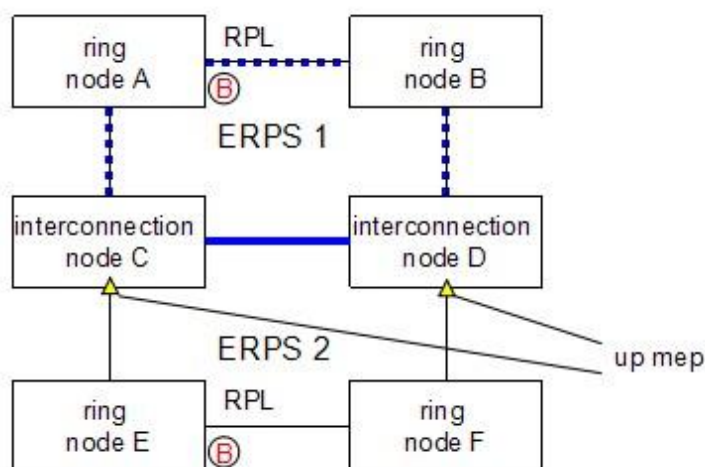 ring
node A
RPL
B
ring
node B
ERPS 1
interconnection
node C
interconnection
node D
ERPS 2
up mep
ring
node E
RPL
B
ring
node F